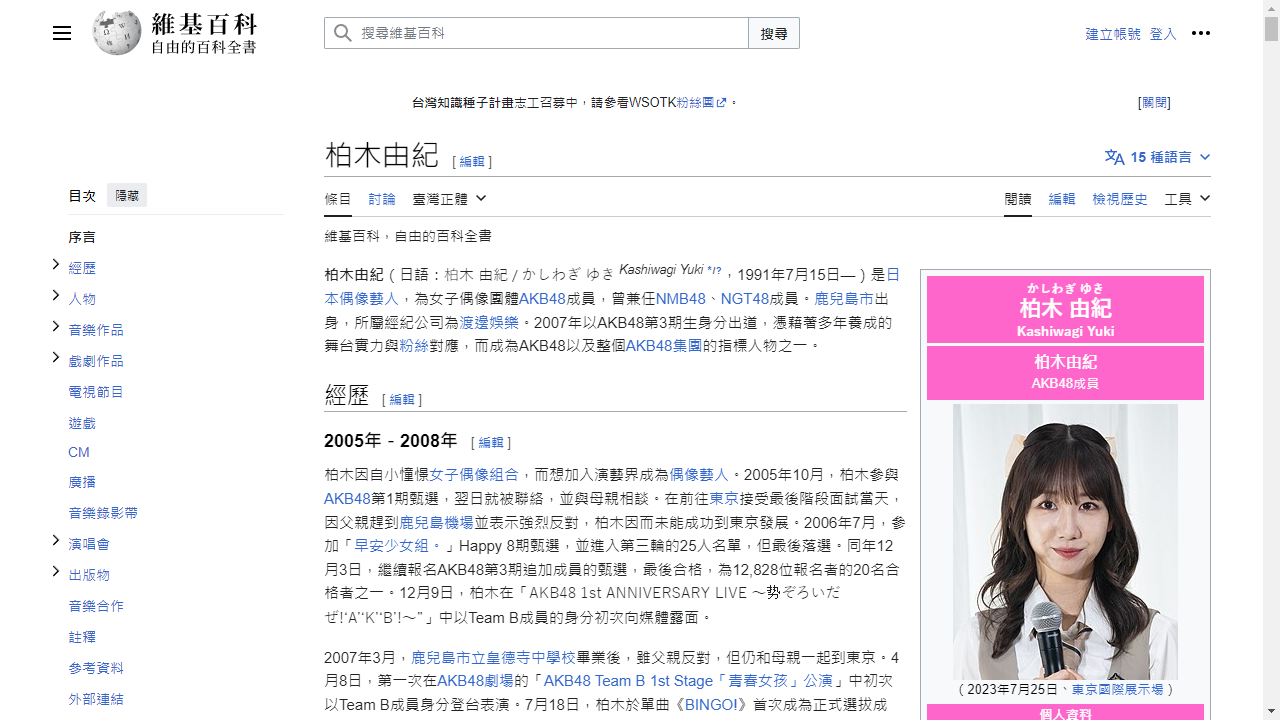 維基百科
自由的百科全書
搜尋維基百科
搜尋
建立帳號 登入
台灣知識種子計畫志工召募中，請參看WSOTK粉絲團。
[關閉]
柏木由紀 [ 編輯 ]
15 種語言
目次 隱藏
條目 討論 臺灣正體
閱讀 編輯 檢視歷史 工具
序言
經歷
人物
音樂作品
戲劇作品
電視節目
遊戲
CM
廣播
音樂錄影帶
演唱會
出版物
音樂合作
註釋
參考資料
外部連結
維基百科，自由的百科全書
柏木由紀（日語：柏木 由紀 / かしわぎ ゆき Kashiwagi Yuki *!?，1991年7月15日—）是日
本偶像藝人，為女子偶像團體AKB48成員，曾兼任NMB48、NGT48成員。鹿兒島市出
身，所屬經紀公司為渡邊娛樂。2007年以AKB48第3期生身分出道，憑藉著多年養成的
舞台實力與粉絲對應，而成為AKB48以及整個AKB48集團的指標人物之一。
經歷 [ 編輯 ]
2005年 - 2008年 [ 編輯 ]
柏木因自小憧憬女子偶像組合，而想加入演藝界成為偶像藝人。2005年10月，柏木參與
AKB48第1期甄選，翌日就被聯絡，並與母親相談。在前往東京接受最後階段面試當天，
因父親趕到鹿兒島機場並表示強烈反對，柏木因而未能成功到東京發展。2006年7月，參
加「早安少女組。」Happy 8期甄選，並進入第三輪的25人名單，但最後落選。同年12
月3日，繼續報名AKB48第3期追加成員的甄選，最後合格，為12,828位報名者的20名合
格者之一。12月9日，柏木在「AKB48 1st ANNIVERSARY LIVE 〜勢ぞろいだ
ぜ!“A”“K”“B”!〜”」中以Team B成員的身分初次向媒體露面。
2007年3月，鹿兒島市立皇德寺中學校畢業後，雖父親反對，但仍和母親一起到東京。4
月8日，第一次在AKB48劇場的「AKB48 Team B 1st Stage「青春女孩」公演」中初次
以Team B成員身分登台表演。7月18日，柏木於單曲《BINGO!》首次成為正式選拔成
かしわぎ ゆき
柏木 由紀
Kashiwagi Yuki
柏木由紀
AKB48成員
（2023年7月25日、東京國際展示場）
個人資料